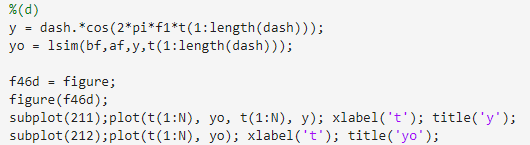 %(d)
y = dash.*cos(2*pi*f1*t(1:length(dash)));
yo = lsim(bf,af,y,t(1:length(dash)));
f46d = figure;
figure(f46d);
subplot(211);plot(t(1:N), yo, t(1:N), y); xlabel('t'); title('y');
subplot(212);plot(t(1:N), yo); xlabel('t'); title('yo');